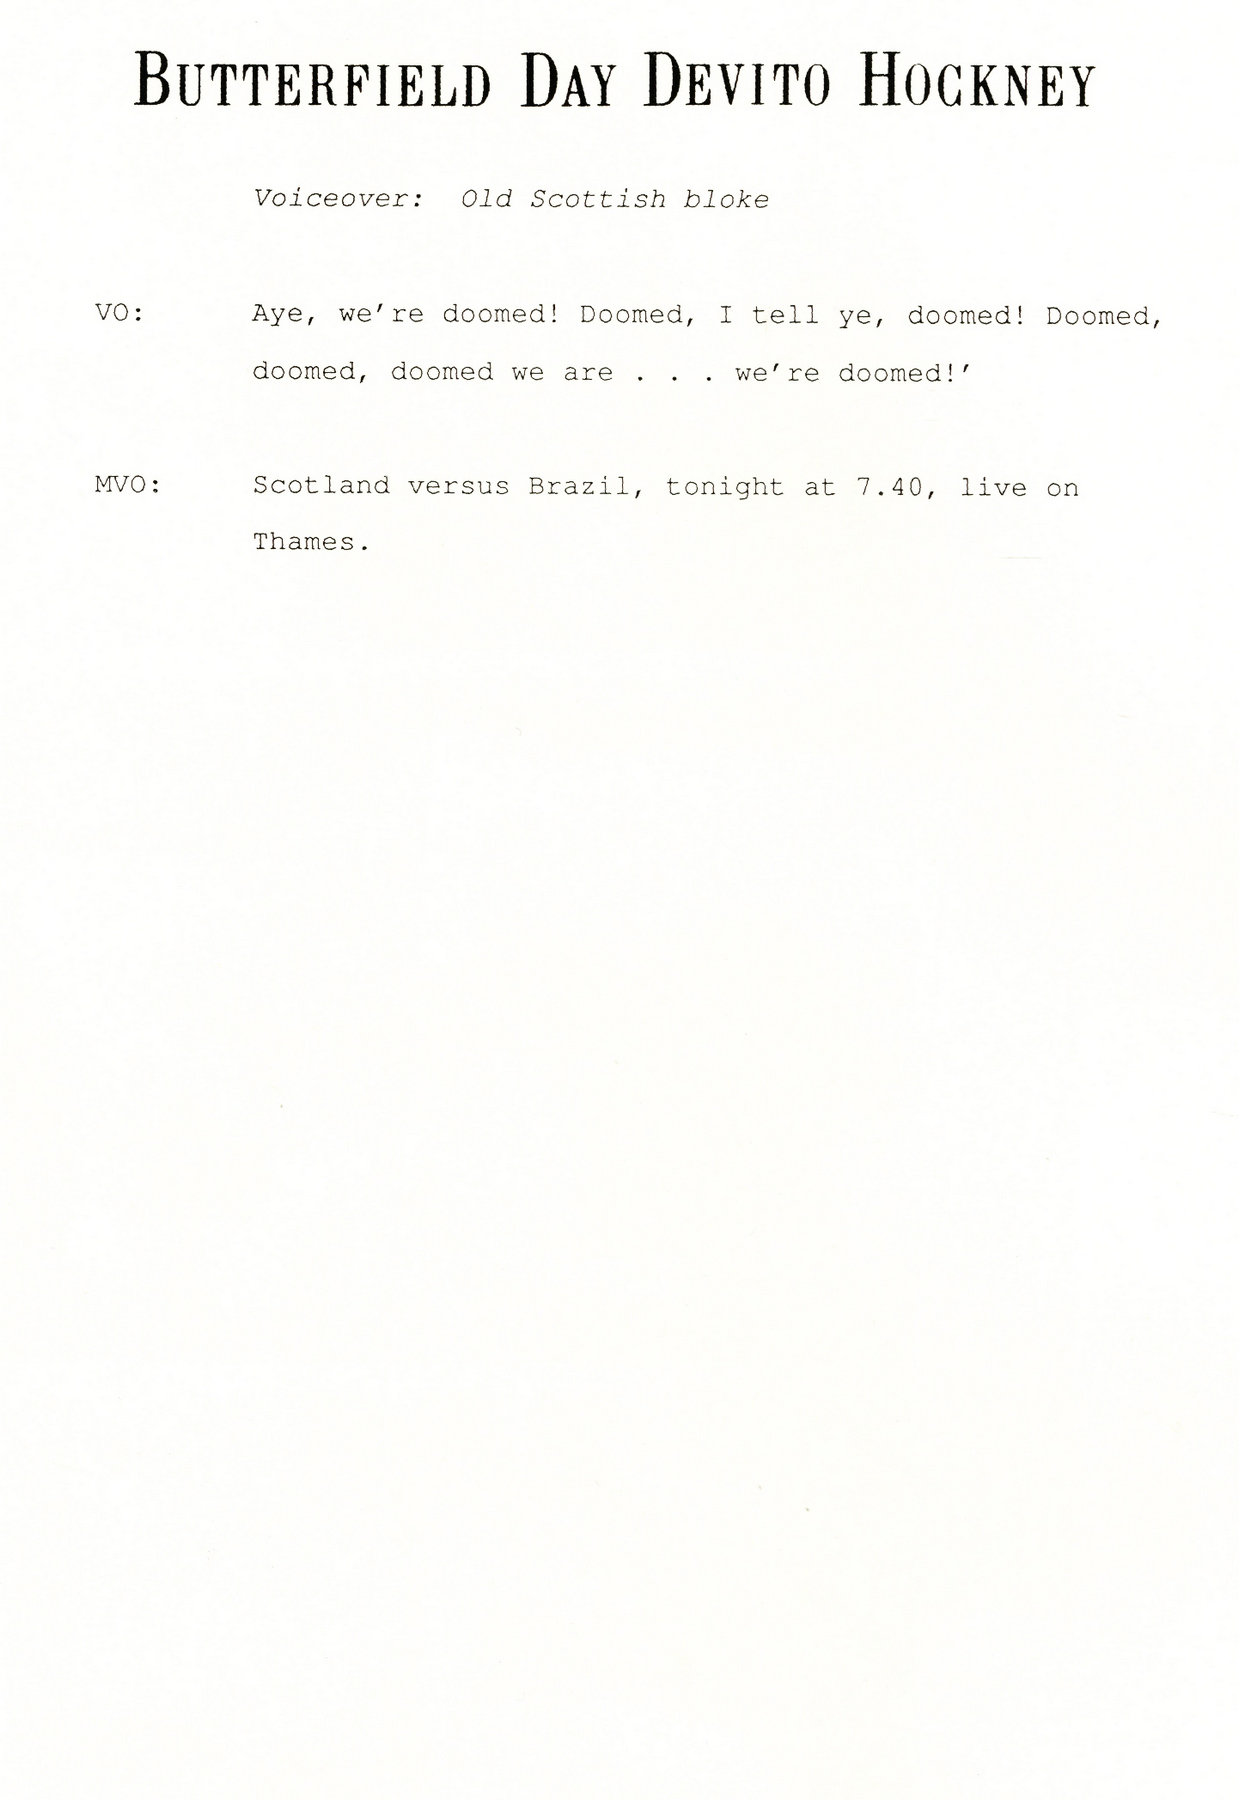 BUTTERFIELD DAY DEVITO HOCKNEY
Voiceover: Old Scottish bloke
VO: Aye, we're doomed! Doomed, I tell ye, doomed! Doomed,
doomed, doomed we are . . . we're doomed!'
MVO: Scotland versus Brazil, tonight at 7.40, live on
Thames.